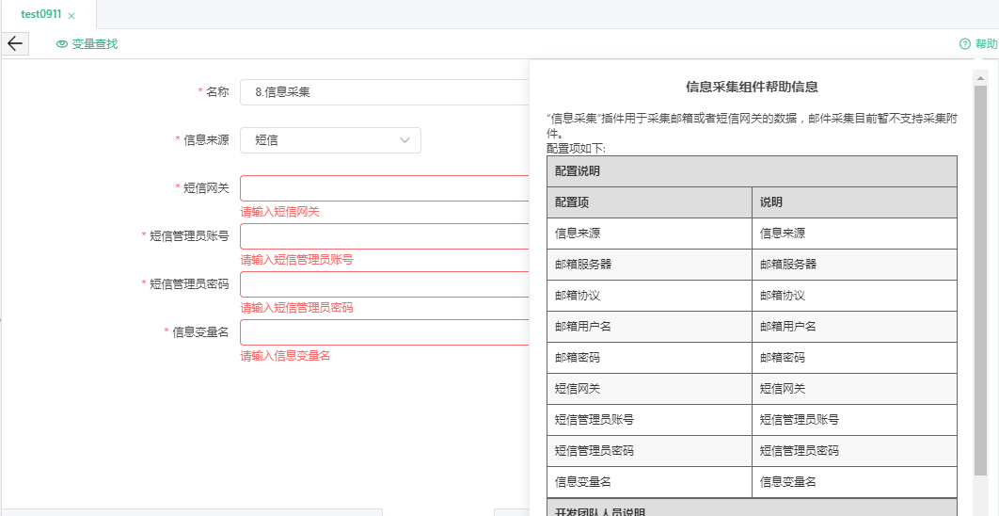 test0911 ×
变量查找
帮助
* 名称 8.信息采集
* 信息来源 短信
* 短信网关
请输入短信网关
* 短信管理员账号
请输入短信管理员账号
* 短信管理员密码
请输入短信管理员密码
* 信息变量名
请输入信息变量名
信息采集组件帮助信息
“信息采集”插件用于采集邮箱或者短信网关的数据，邮件采集目前暂不支持采集附
件。
配置项如下:
配置说明
配置项 说明
信息来源 信息来源
邮箱服务器 邮箱服务器
邮箱协议 邮箱协议
邮箱用户名 邮箱用户名
邮箱密码 邮箱密码
短信网关 短信网关
短信管理员账号 短信管理员账号
短信管理员密码 短信管理员密码
信息变量名 信息变量名
开发团队人员说明